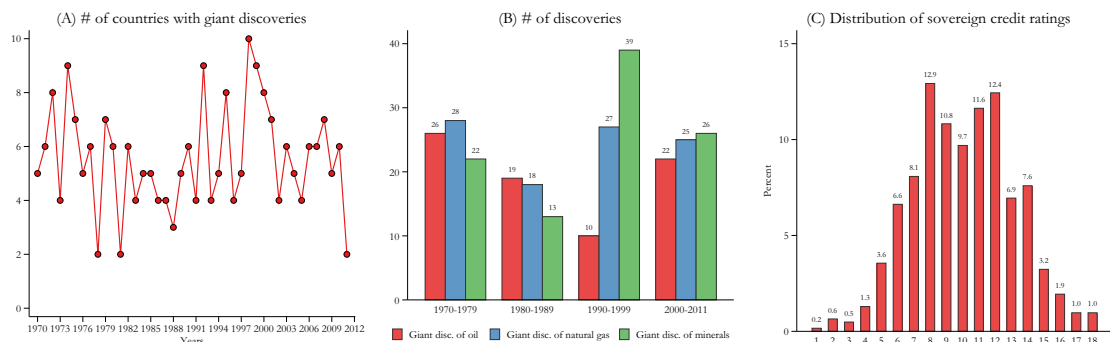 (A) # of countries with giant discoveries
10
8
6
4
2
0
1970 1973 1976 1979 1982 1985 1988 1991 1994 1997 2000 2003 2006 2009 2012
Years
(B) # of discoveries
40
30
20
10
0
26 28 22
19 18 13
10 27 39
22 25 26
1970-1979 1980-1989 1990-1999 2000-2011
Giant disc. of oil Giant disc. of natural gas Giant disc. of minerals
(C) Distribution of sovereign credit ratings
Percent
15
10
5
0
0.2 0.6 0.5 1.3 3.6 6.6 8.1 12.9 10.8 9.7 11.6 12.4 6.9 7.6 3.2 1.9 1.0 1.0
1 2 3 4 5 6 7 8 9 10 11 12 13 14 15 16 17 18